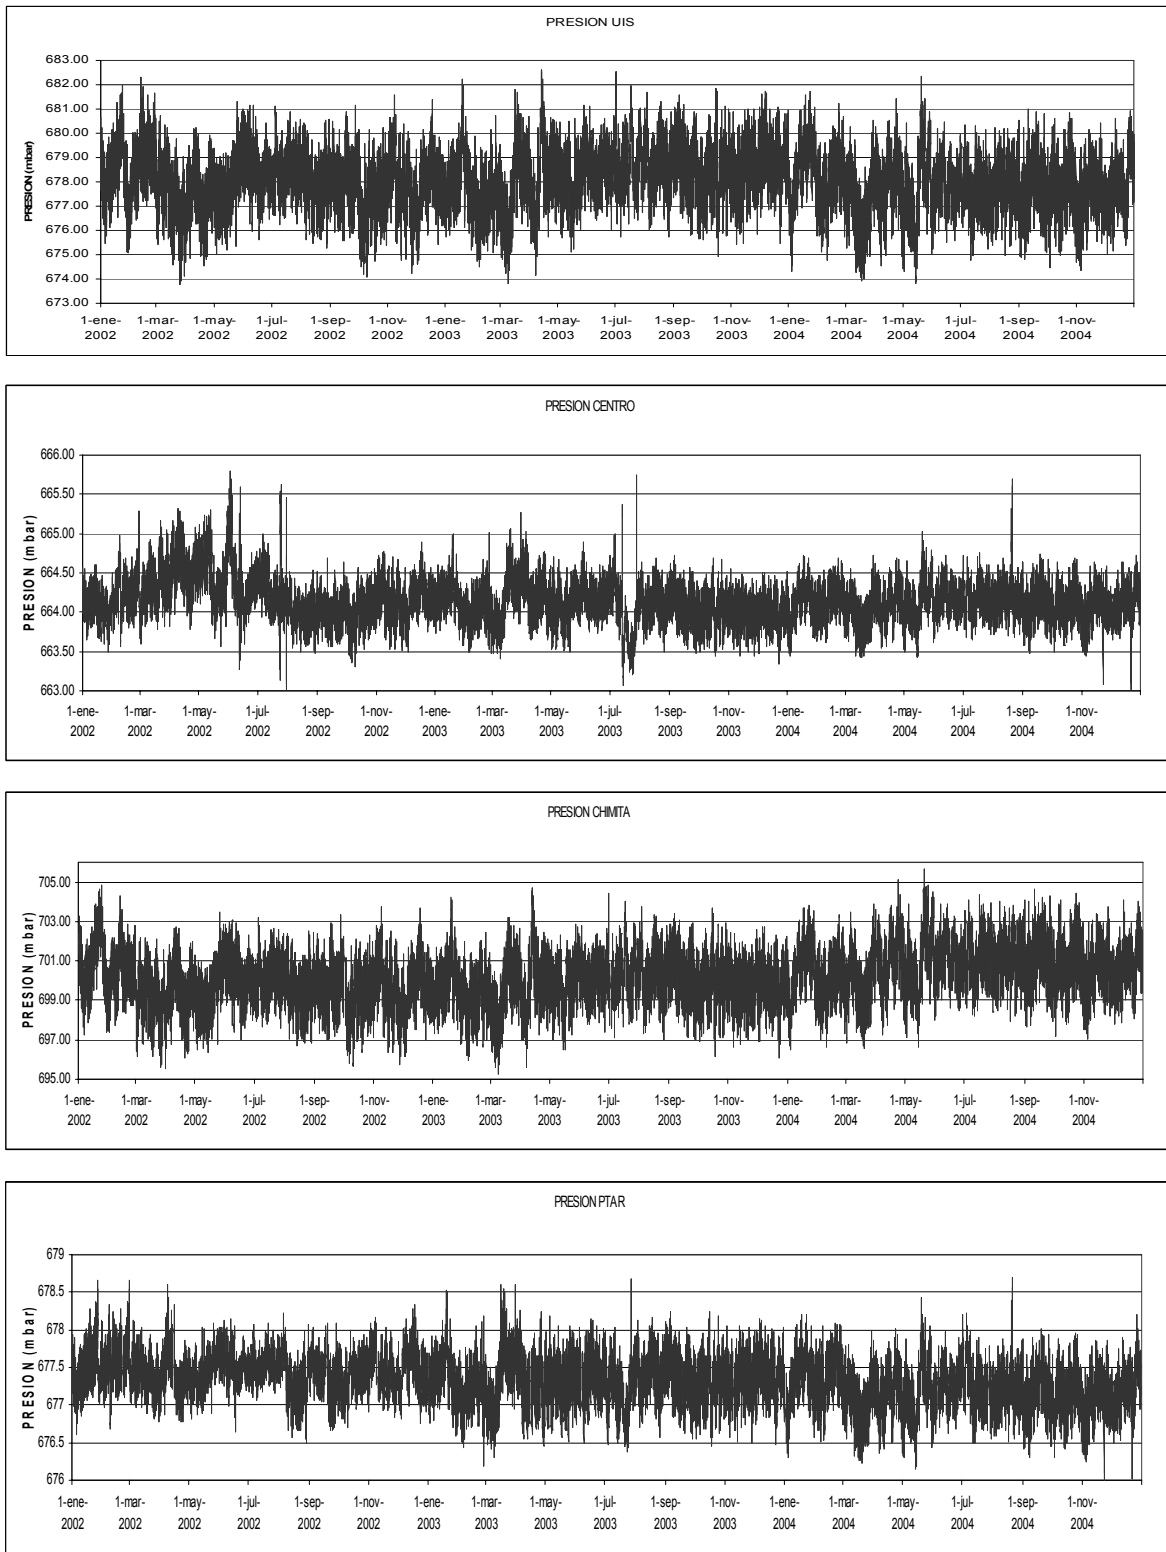 PRESION UIS
PRESION (mbar)
683.00
682.00
681.00
680.00
679.00
678.00
677.00
676.00
675.00
674.00
673.00
1-ene- 1-mar- 1-may- 1-jul- 1-sep- 1-nov- 1-ene- 1-mar- 1-may- 1-jul- 1-sep- 1-nov- 1-ene- 1-mar- 1-may- 1-jul- 1-sep- 1-nov-
2002 2002 2002 2002 2002 2002 2003 2003 2003 2003 2003 2003 2004 2004 2004 2004 2004 2004
PRESION CENTRO
PRESION (mbar)
666.00
665.50
665.00
664.50
664.00
663.50
663.00
1-ene- 1-mar- 1-may- 1-jul- 1-sep- 1-nov- 1-ene- 1-mar- 1-may- 1-jul- 1-sep- 1-nov- 1-ene- 1-mar- 1-may- 1-jul- 1-sep- 1-nov-
2002 2002 2002 2002 2002 2002 2003 2003 2003 2003 2003 2003 2004 2004 2004 2004 2004 2004
PRESION CHIMITA
PRESION (mbar)
705.00
703.00
701.00
699.00
697.00
695.00
1-ene- 1-mar- 1-may- 1-jul- 1-sep- 1-nov- 1-ene- 1-mar- 1-may- 1-jul- 1-sep- 1-nov- 1-ene- 1-mar- 1-may- 1-jul- 1-sep- 1-nov-
2002 2002 2002 2002 2002 2002 2003 2003 2003 2003 2003 2003 2004 2004 2004 2004 2004 2004
PRESION PTAR
PRESION (mbar)
679
678.5
678
677.5
677
676.5
676
1-ene- 1-mar- 1-may- 1-jul- 1-sep- 1-nov- 1-ene- 1-mar- 1-may- 1-jul- 1-sep- 1-nov- 1-ene- 1-mar- 1-may- 1-jul- 1-sep- 1-nov-
2002 2002 2002 2002 2002 2002 2003 2003 2003 2003 2003 2003 2004 2004 2004 2004 2004 2004